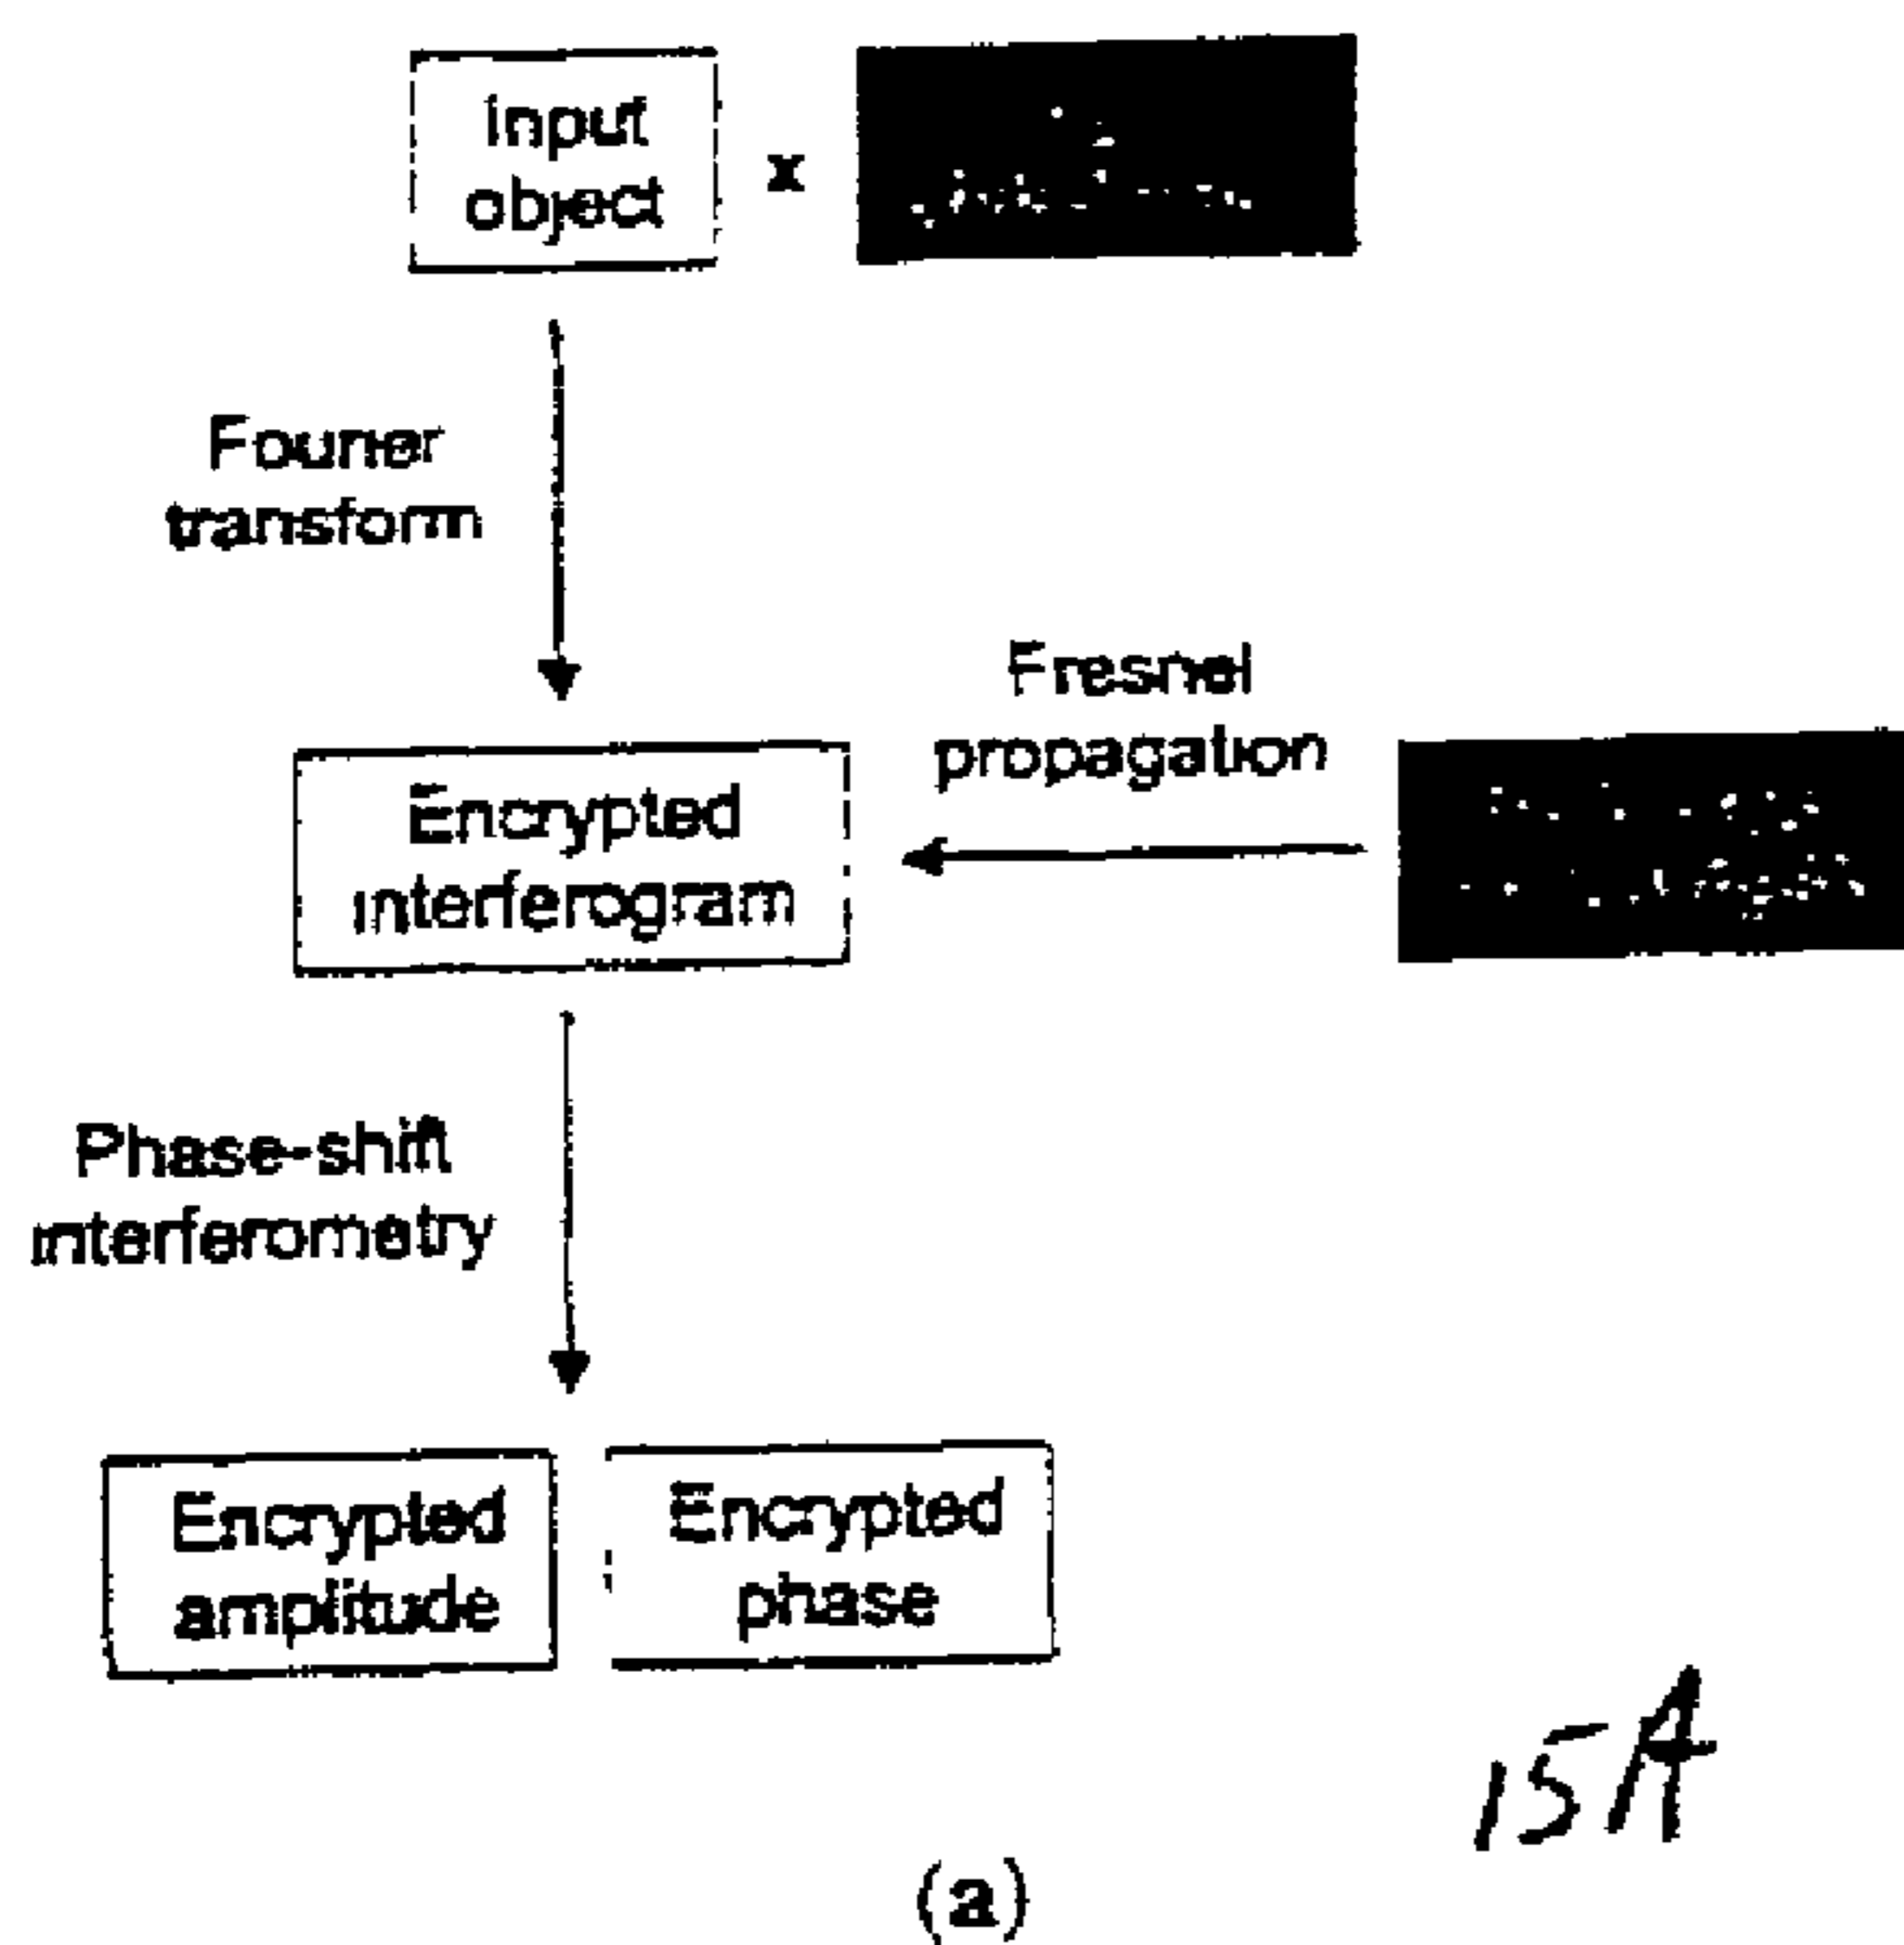 Input
object
x
Fourier
transform
Fresnel
propagation
Encrypted
interferogram
Phase-shift
interferometry
Encrypted
amplitude
Encrypted
phase
15A
(a)